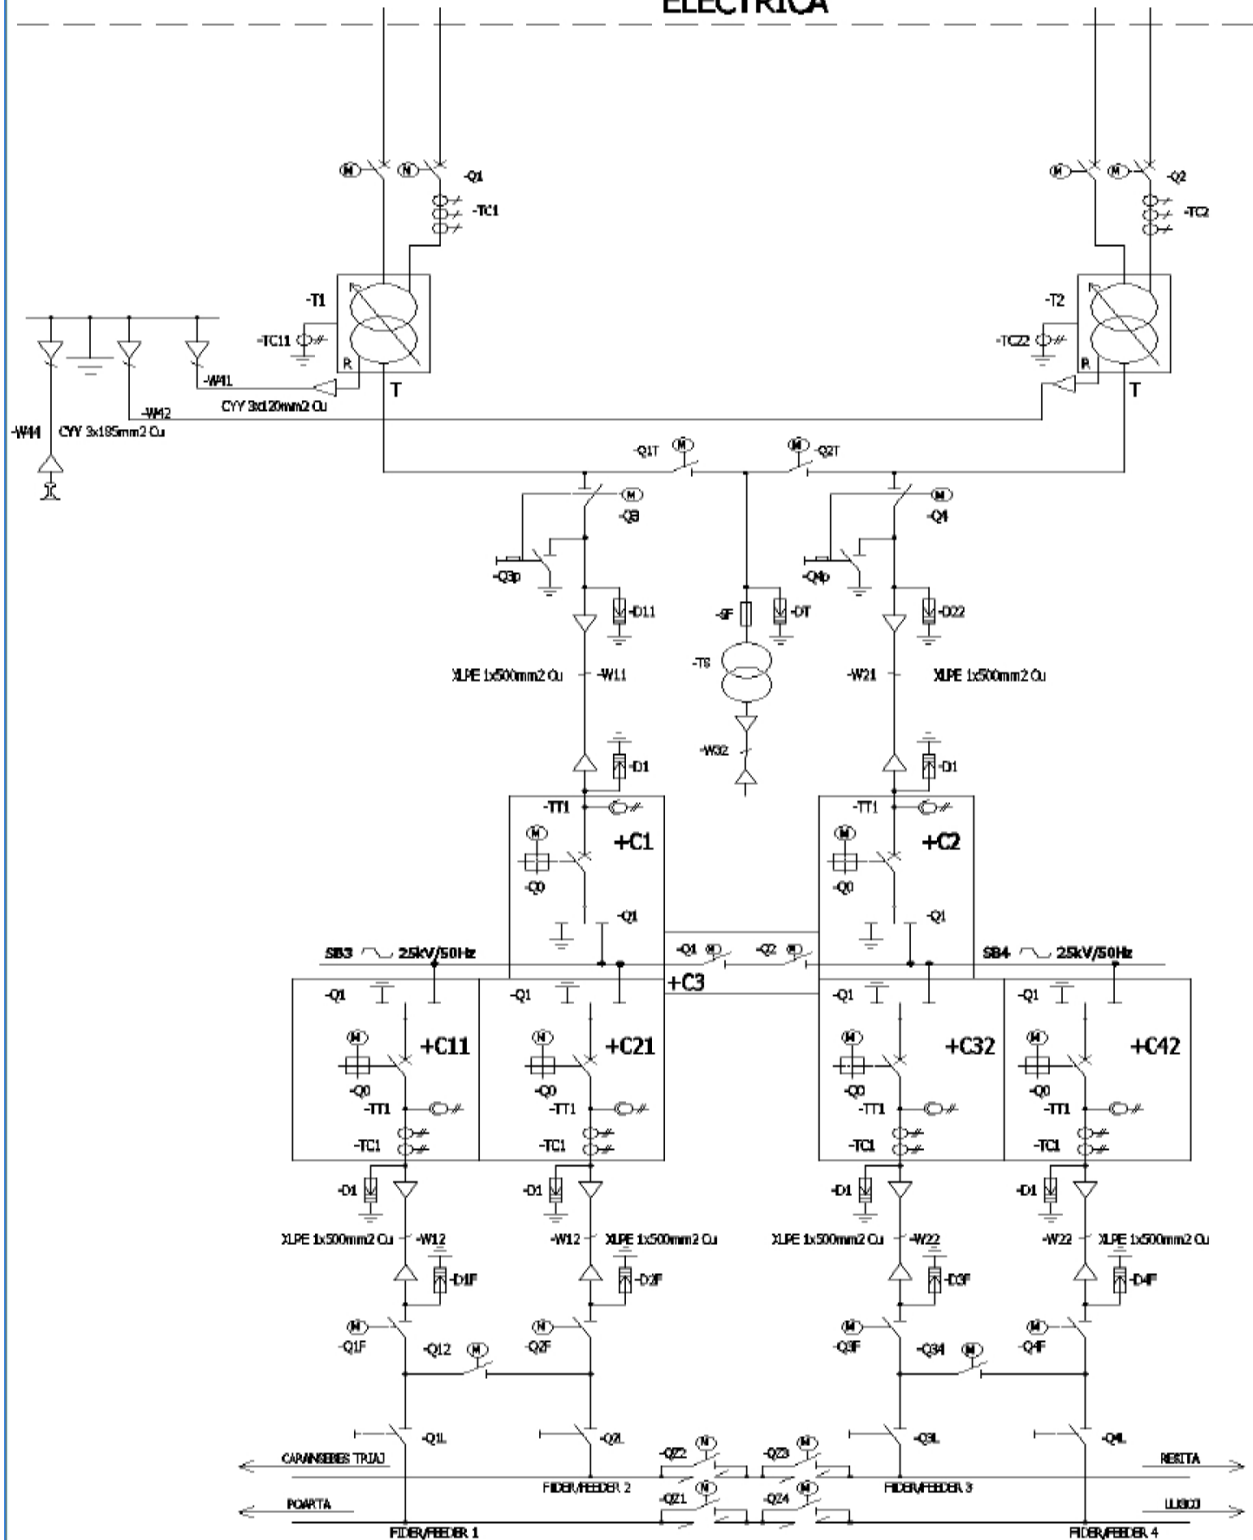 ELECTRICA
M M -Q1
M M -Q2
-TC1
-TC2
-T1
-T2
-TC11
-TC22
R
R
T
T
-W41
CYY 3x120mm2 Cu
-W42
-W44 CYY 3x185mm2 Cu
-Q1T M
M -Q2T
M
-Q3
M
-Q4
-Q3p
-Q4p
-D11
-SF
-DT
-D22
-TS
XLPE 1x500mm2 Cu -W11
-W21 XLPE 1x500mm2 Cu
-W32
-D1
-D1
-TT1
-TT1
M +C1
M +C2
-Q0
-Q0
-Q1
-Q1
SB3 25kV/50Hz
-Q1 M -Q2 M
SB4 25kV/50Hz
+C3
-Q1 -Q1 -Q1 -Q1
M +C11
M +C21
M +C32
M +C42
-Q0 -Q0 -Q0 -Q0
-TT1 -TT1 -TT1 -TT1
-TC1 -TC1 -TC1 -TC1
-D1 -D1 -D1 -D1
XLPE 1x500mm2 Cu -W12
-W12 XLPE 1x500mm2 Cu
XLPE 1x500mm2 Cu -W22
-W22 XLPE 1x500mm2 Cu
-D1F -D2F -D3F -D4F
M M M M
-Q1F -Q12 M -Q2F
-Q3F -Q34 M -Q4F
-Q1L -Q2L -Q3L -Q4L
CARANSEBES TRIAJ
-QZ2 M -QZ3 M
RESITA
FIDER/FEEDER 2
FIDER/FEEDER 3
POARTA
-QZ1 M -QZ4 M
FIDER/FEEDER 1
FIDER/FEEDER 4